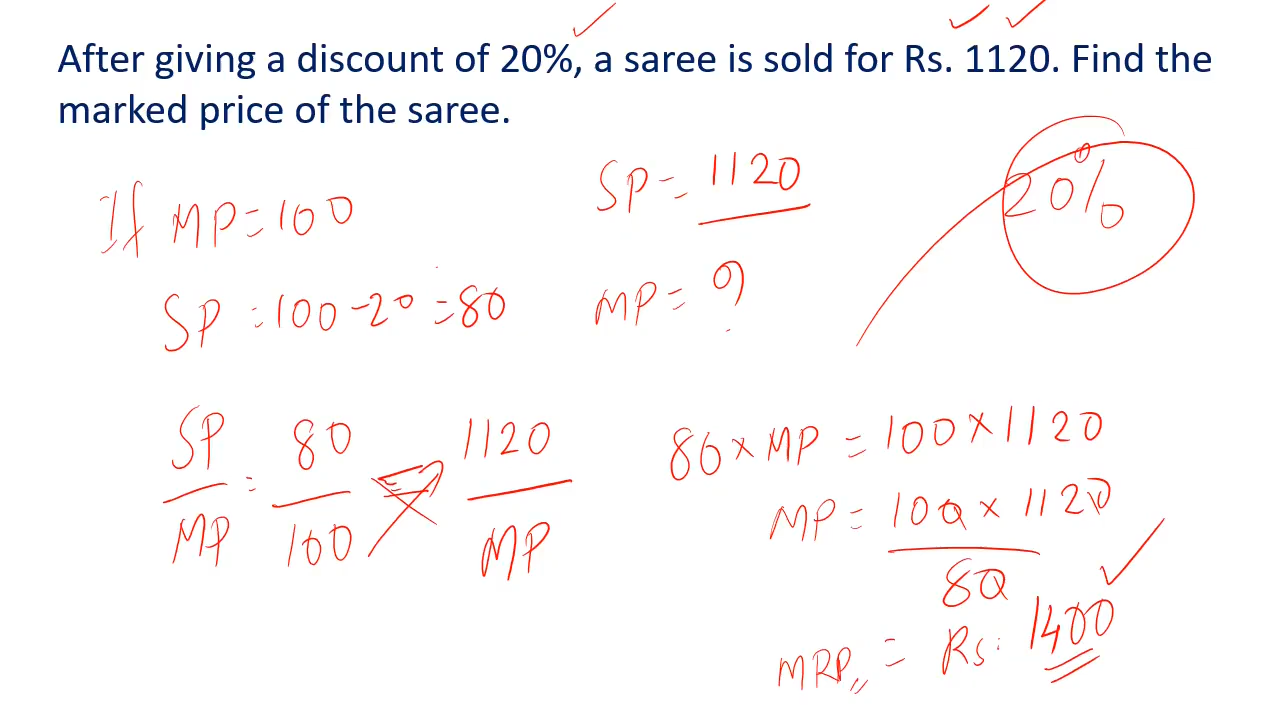 After giving a discount of 20%, a saree is sold for Rs. 1120. Find the
marked price of the saree.
If MP = 100
SP = 100 - 20 = 80
SP = 1120
MP = ?
20%
SP/MP = 80/100 = 1120/MP
80 × MP = 100 × 1120
MP = 100 × 1120
80
MRP = Rs. 1400